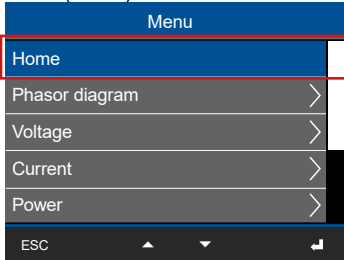 Menu
Home
Phasor diagram
Voltage
Current
Power
ESC